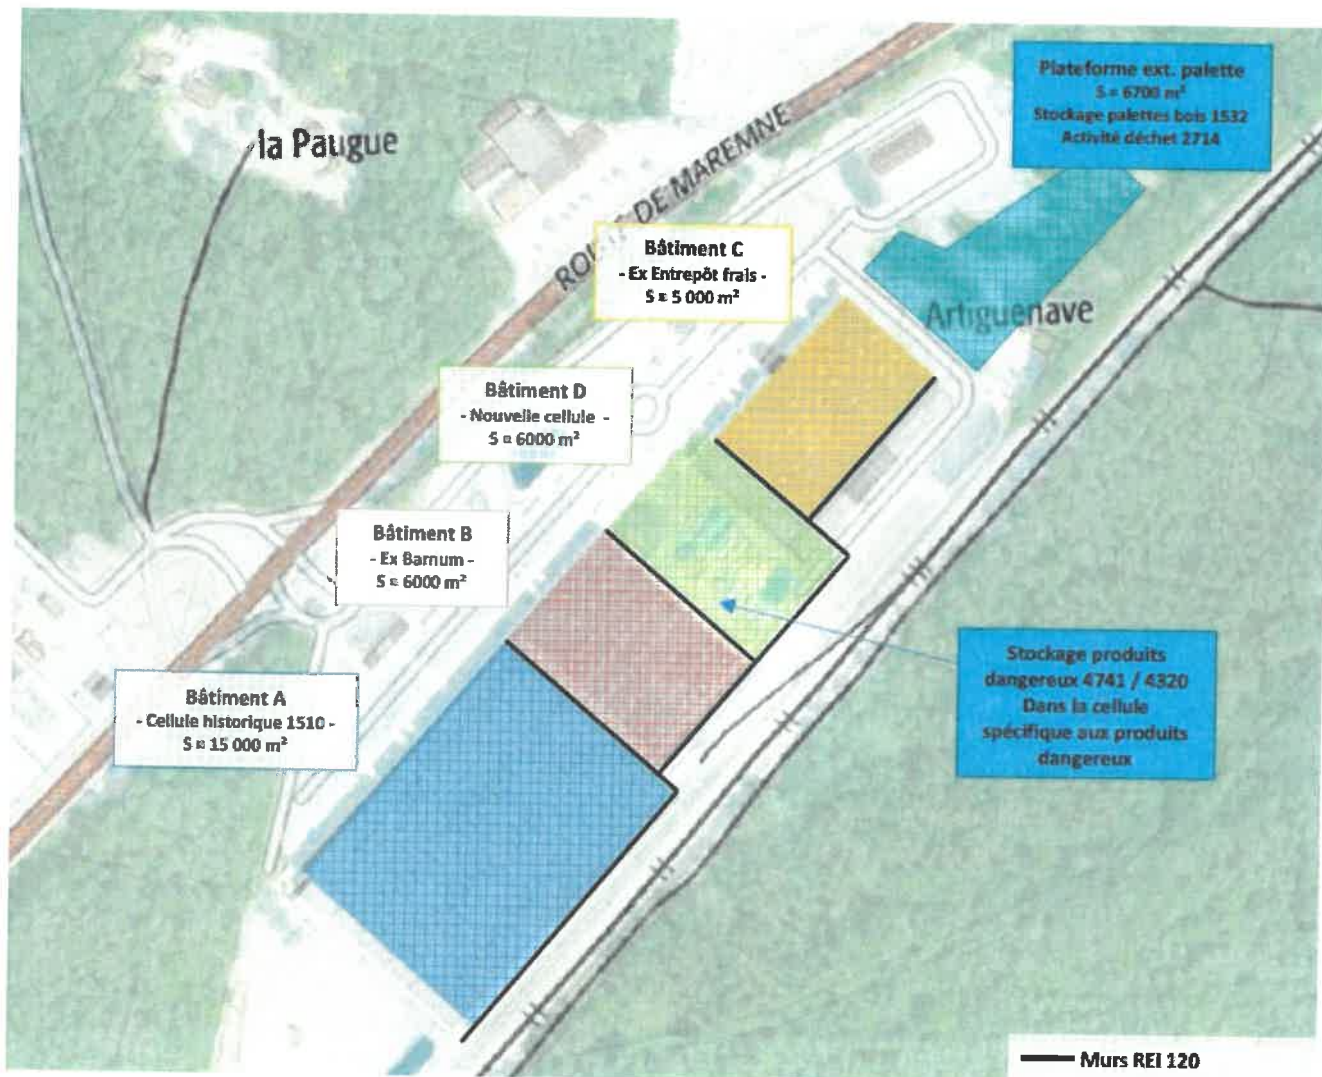 Plateforme ext. palette
S = 6700 m²
Stockage palettes bois 1532
Activité déchet 2714
la Paugue
ROUTE DE MAREMNE
Bâtiment C
- Ex Entrepôt frais -
S = 5 000 m²
Artiguenave
Bâtiment D
- Nouvelle cellule -
S = 6000 m²
Bâtiment B
- Ex Barnum -
S = 6000 m²
Stockage produits
dangereux 4741 / 4320
Dans la cellule
spécifique aux produits
dangereux
Bâtiment A
- Cellule historique 1510 -
S = 15 000 m²
Murs REI 120